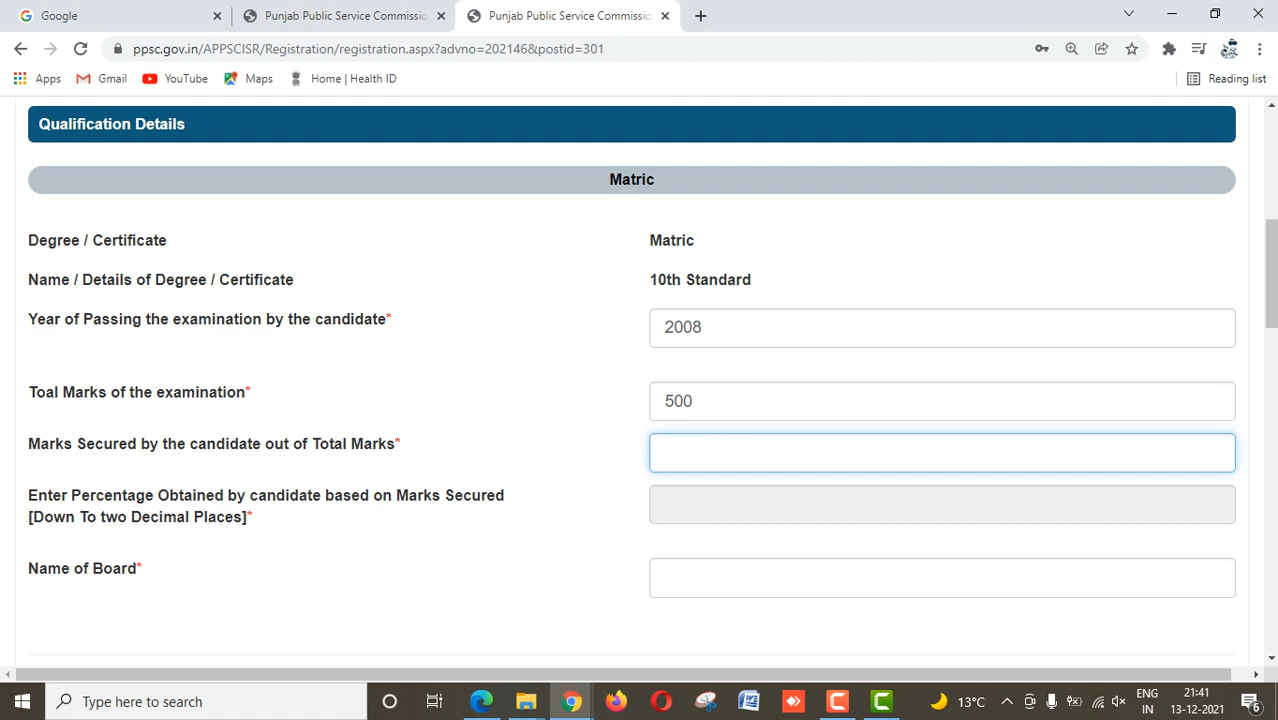 Google
Punjab Public Service Commissio
Punjab Public Service Commissio
ppsc.gov.in/APPSCISR/Registration/registration.aspx?advno=202146&postid=301
Apps
Gmail
YouTube
Maps
Home | Health ID
Reading list
Qualification Details
Matric
Degree / Certificate
Matric
Name / Details of Degree / Certificate
10th Standard
Year of Passing the examination by the candidate*
2008
Toal Marks of the examination*
500
Marks Secured by the candidate out of Total Marks*
Enter Percentage Obtained by candidate based on Marks Secured
[Down To two Decimal Places]*
Name of Board*
Type here to search
13°C
ENG
IN
21:41
13-12-2021
6